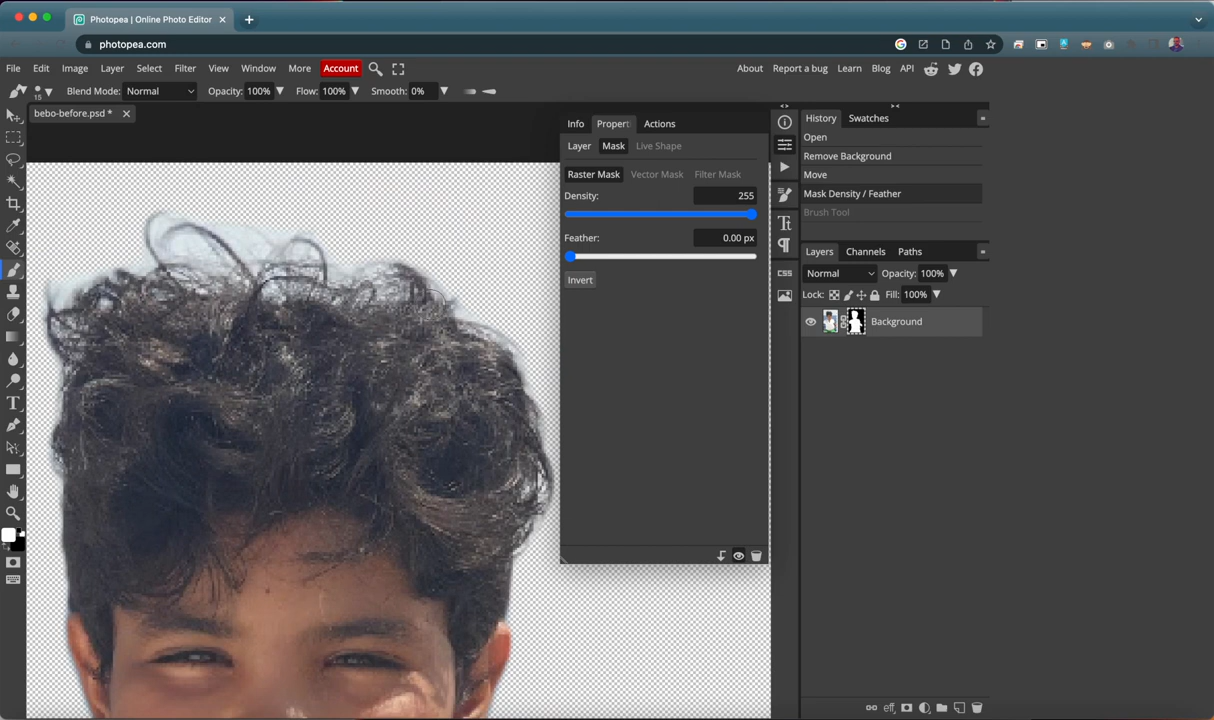 Photopea | Online Photo Editor
photopea.com
File Edit Image Layer Select Filter View Window More Account About Report a bug Learn Blog API
15 Blend Mode: Normal Opacity: 100% Flow: 100% Smooth: 0%
bebo-before.psd *
Info Propert Actions
Layer Mask Live Shape
Raster Mask Vector Mask Filter Mask
Density: 255
Feather: 0.00 px
Invert
CSS
History Swatches
Open
Remove Background
Move
Mask Density / Feather
Brush Tool
Layers Channels Paths
Normal Opacity: 100%
Lock: Fill: 100%
Background
eff